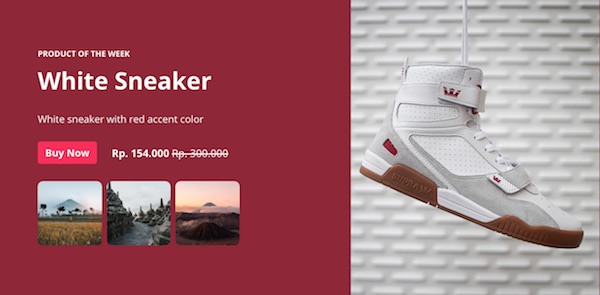 PRODUCT OF THE WEEK
White Sneaker
White sneaker with red accent color
Buy Now Rp. 154.000 Rp. 300.000
SUPRA